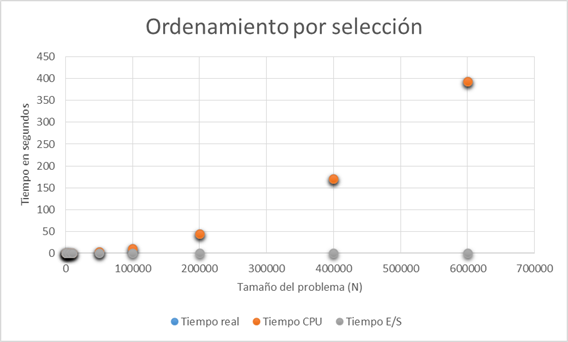 Ordenamiento por selección
Tiempo en segundos
450
400
350
300
250
200
150
100
50
0
0 100000 200000 300000 400000 500000 600000 700000
Tamaño del problema (N)
Tiempo real Tiempo CPU Tiempo E/S